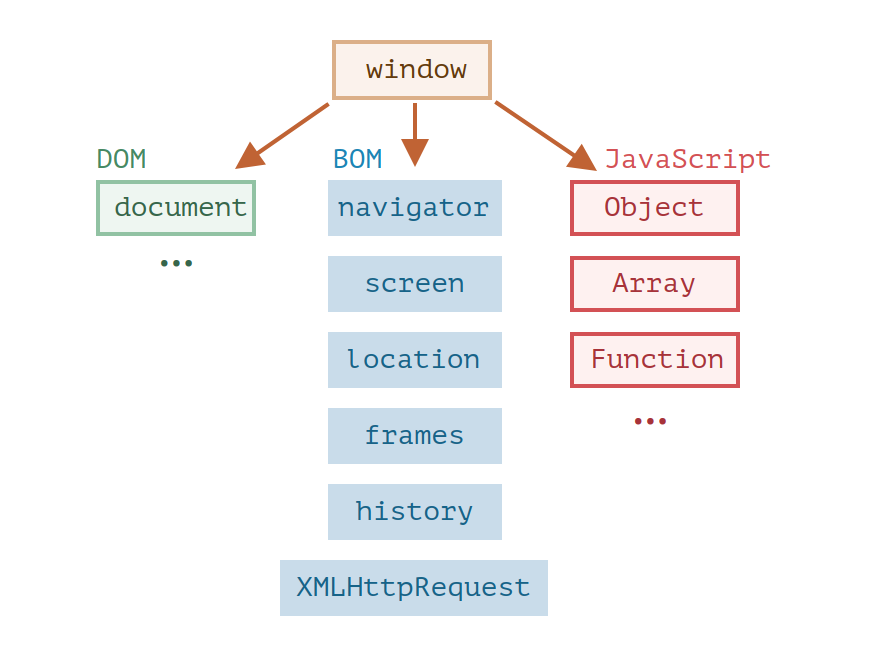 window
DOM
document
...
BOM
navigator
screen
location
frames
history
XMLHttpRequest
JavaScript
Object
Array
Function
...